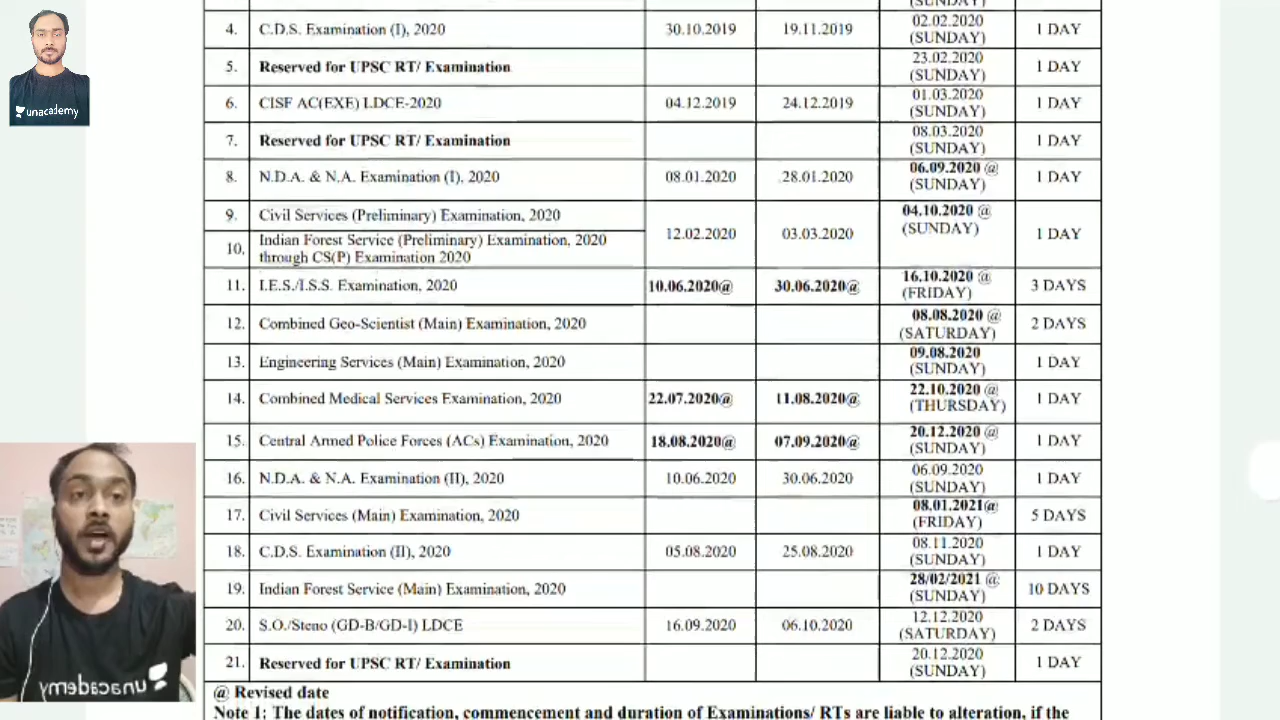 (SUNDAY)
4. C.D.S. Examination (I), 2020 30.10.2019 19.11.2019 02.02.2020 (SUNDAY) 1 DAY
5. Reserved for UPSC RT/ Examination 23.02.2020 (SUNDAY) 1 DAY
6. CISF AC(EXE) LDCE-2020 04.12.2019 24.12.2019 01.03.2020 (SUNDAY) 1 DAY
7. Reserved for UPSC RT/ Examination 08.03.2020 (SUNDAY) 1 DAY
8. N.D.A. & N.A. Examination (I), 2020 08.01.2020 28.01.2020 06.09.2020 @ (SUNDAY) 1 DAY
9. Civil Services (Preliminary) Examination, 2020 12.02.2020 03.03.2020 04.10.2020 @ (SUNDAY) 1 DAY
10. Indian Forest Service (Preliminary) Examination, 2020
through CS(P) Examination 2020
11. I.E.S./I.S.S. Examination, 2020 10.06.2020@ 30.06.2020@ 16.10.2020 @ (FRIDAY) 3 DAYS
12. Combined Geo-Scientist (Main) Examination, 2020 08.08.2020 @ (SATURDAY) 2 DAYS
13. Engineering Services (Main) Examination, 2020 09.08.2020 (SUNDAY) 1 DAY
14. Combined Medical Services Examination, 2020 22.07.2020@ 11.08.2020@ 22.10.2020 @ (THURSDAY) 1 DAY
15. Central Armed Police Forces (ACs) Examination, 2020 18.08.2020@ 07.09.2020@ 20.12.2020 @ (SUNDAY) 1 DAY
16. N.D.A. & N.A. Examination (II), 2020 10.06.2020 30.06.2020 06.09.2020 (SUNDAY) 1 DAY
17. Civil Services (Main) Examination, 2020 08.01.2021@ (FRIDAY) 5 DAYS
18. C.D.S. Examination (II), 2020 05.08.2020 25.08.2020 08.11.2020 (SUNDAY) 1 DAY
19. Indian Forest Service (Main) Examination, 2020 28/02/2021 @ (SUNDAY) 10 DAYS
20. S.O./Steno (GD-B/GD-I) LDCE 16.09.2020 06.10.2020 12.12.2020 (SATURDAY) 2 DAYS
21. Reserved for UPSC RT/ Examination 20.12.2020 (SUNDAY) 1 DAY
@ Revised date
Note 1: The dates of notification, commencement and duration of Examinations/ RTs are liable to alteration, if the
unacademy
unacademy